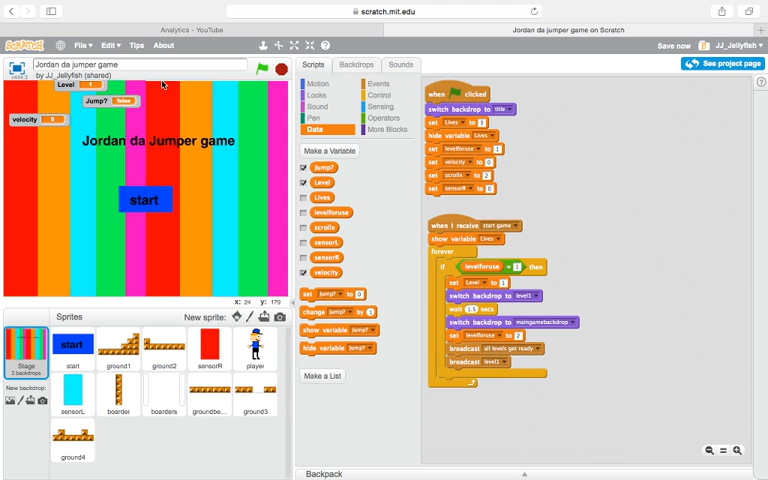 scratch.mit.edu
Analytics - YouTube
Jordan da jumper game on Scratch
SCRATCH
File
Edit
Tips
About
Save now
JJ_Jellyfish
Jordan da jumper game
by JJ_Jellyfish (shared)
Scripts
Backdrops
Sounds
See project page
Level 1
Jump? false
velocity 0
Jordan da Jumper game
start
x: 24 y: 179
Motion
Looks
Sound
Pen
Data
Events
Control
Sensing
Operators
More Blocks
Make a Variable
Jump?
Level
Lives
levelforuse
scrollx
sensorL
sensorR
velocity
set Jump? to 0
change Jump? by 1
show variable Jump?
hide variable Jump?
Make a List
when clicked
switch backdrop to title
set Lives to 3
hide variable Lives
set levelforuse to 1
set velocity to 0
set scrollx to 2
set sensorR to 0
when I receive start game
show variable Lives
forever
if levelforuse = 1 then
set Level to 1
switch backdrop to level1
wait 1.5 secs
switch backdrop to maingamebackdrop
set levelforuse to 2
broadcast all levels get ready
broadcast level1
Sprites
New sprite:
Stage
3 backdrops
New backdrop:
start
ground1
ground2
sensorR
player
sensorL
boarder
boarders
groundbe...
ground3
ground4
Backpack